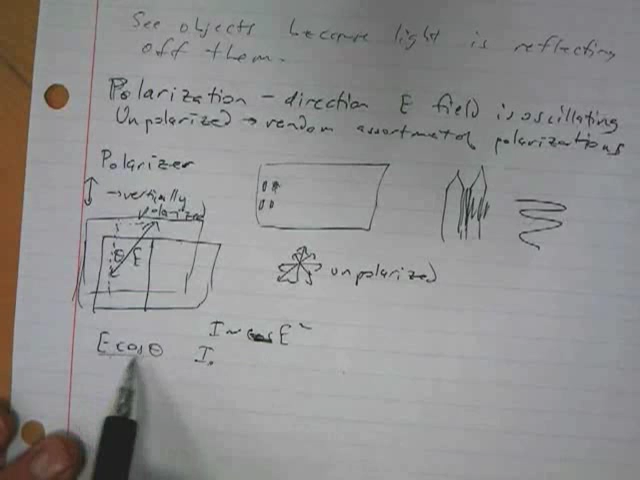 See objects because light is reflecting
off them.
Polarization - direction E field is oscillating
Unpolarized → random assortment of polarizations
Polarizer
→ vertically
polarized
θ E
unpolarized
E²
E cosθ I₀